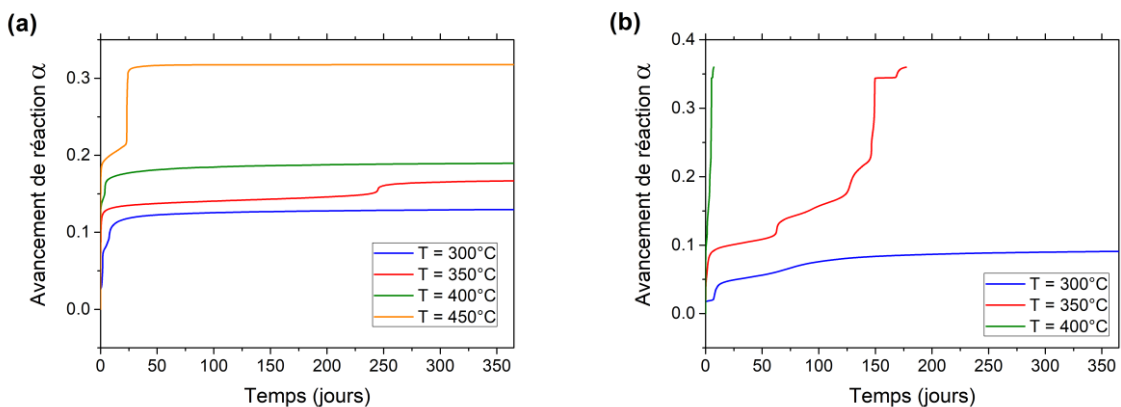 (a)
Avancement de réaction α
0.3
0.2
0.1
0.0
0 50 100 150 200 250 300 350
Temps (jours)
T = 300°C
T = 350°C
T = 400°C
T = 450°C
(b)
Avancement de réaction α
0.4
0.3
0.2
0.1
0.0
0 50 100 150 200 250 300 350
Temps (jours)
T = 300°C
T = 350°C
T = 400°C